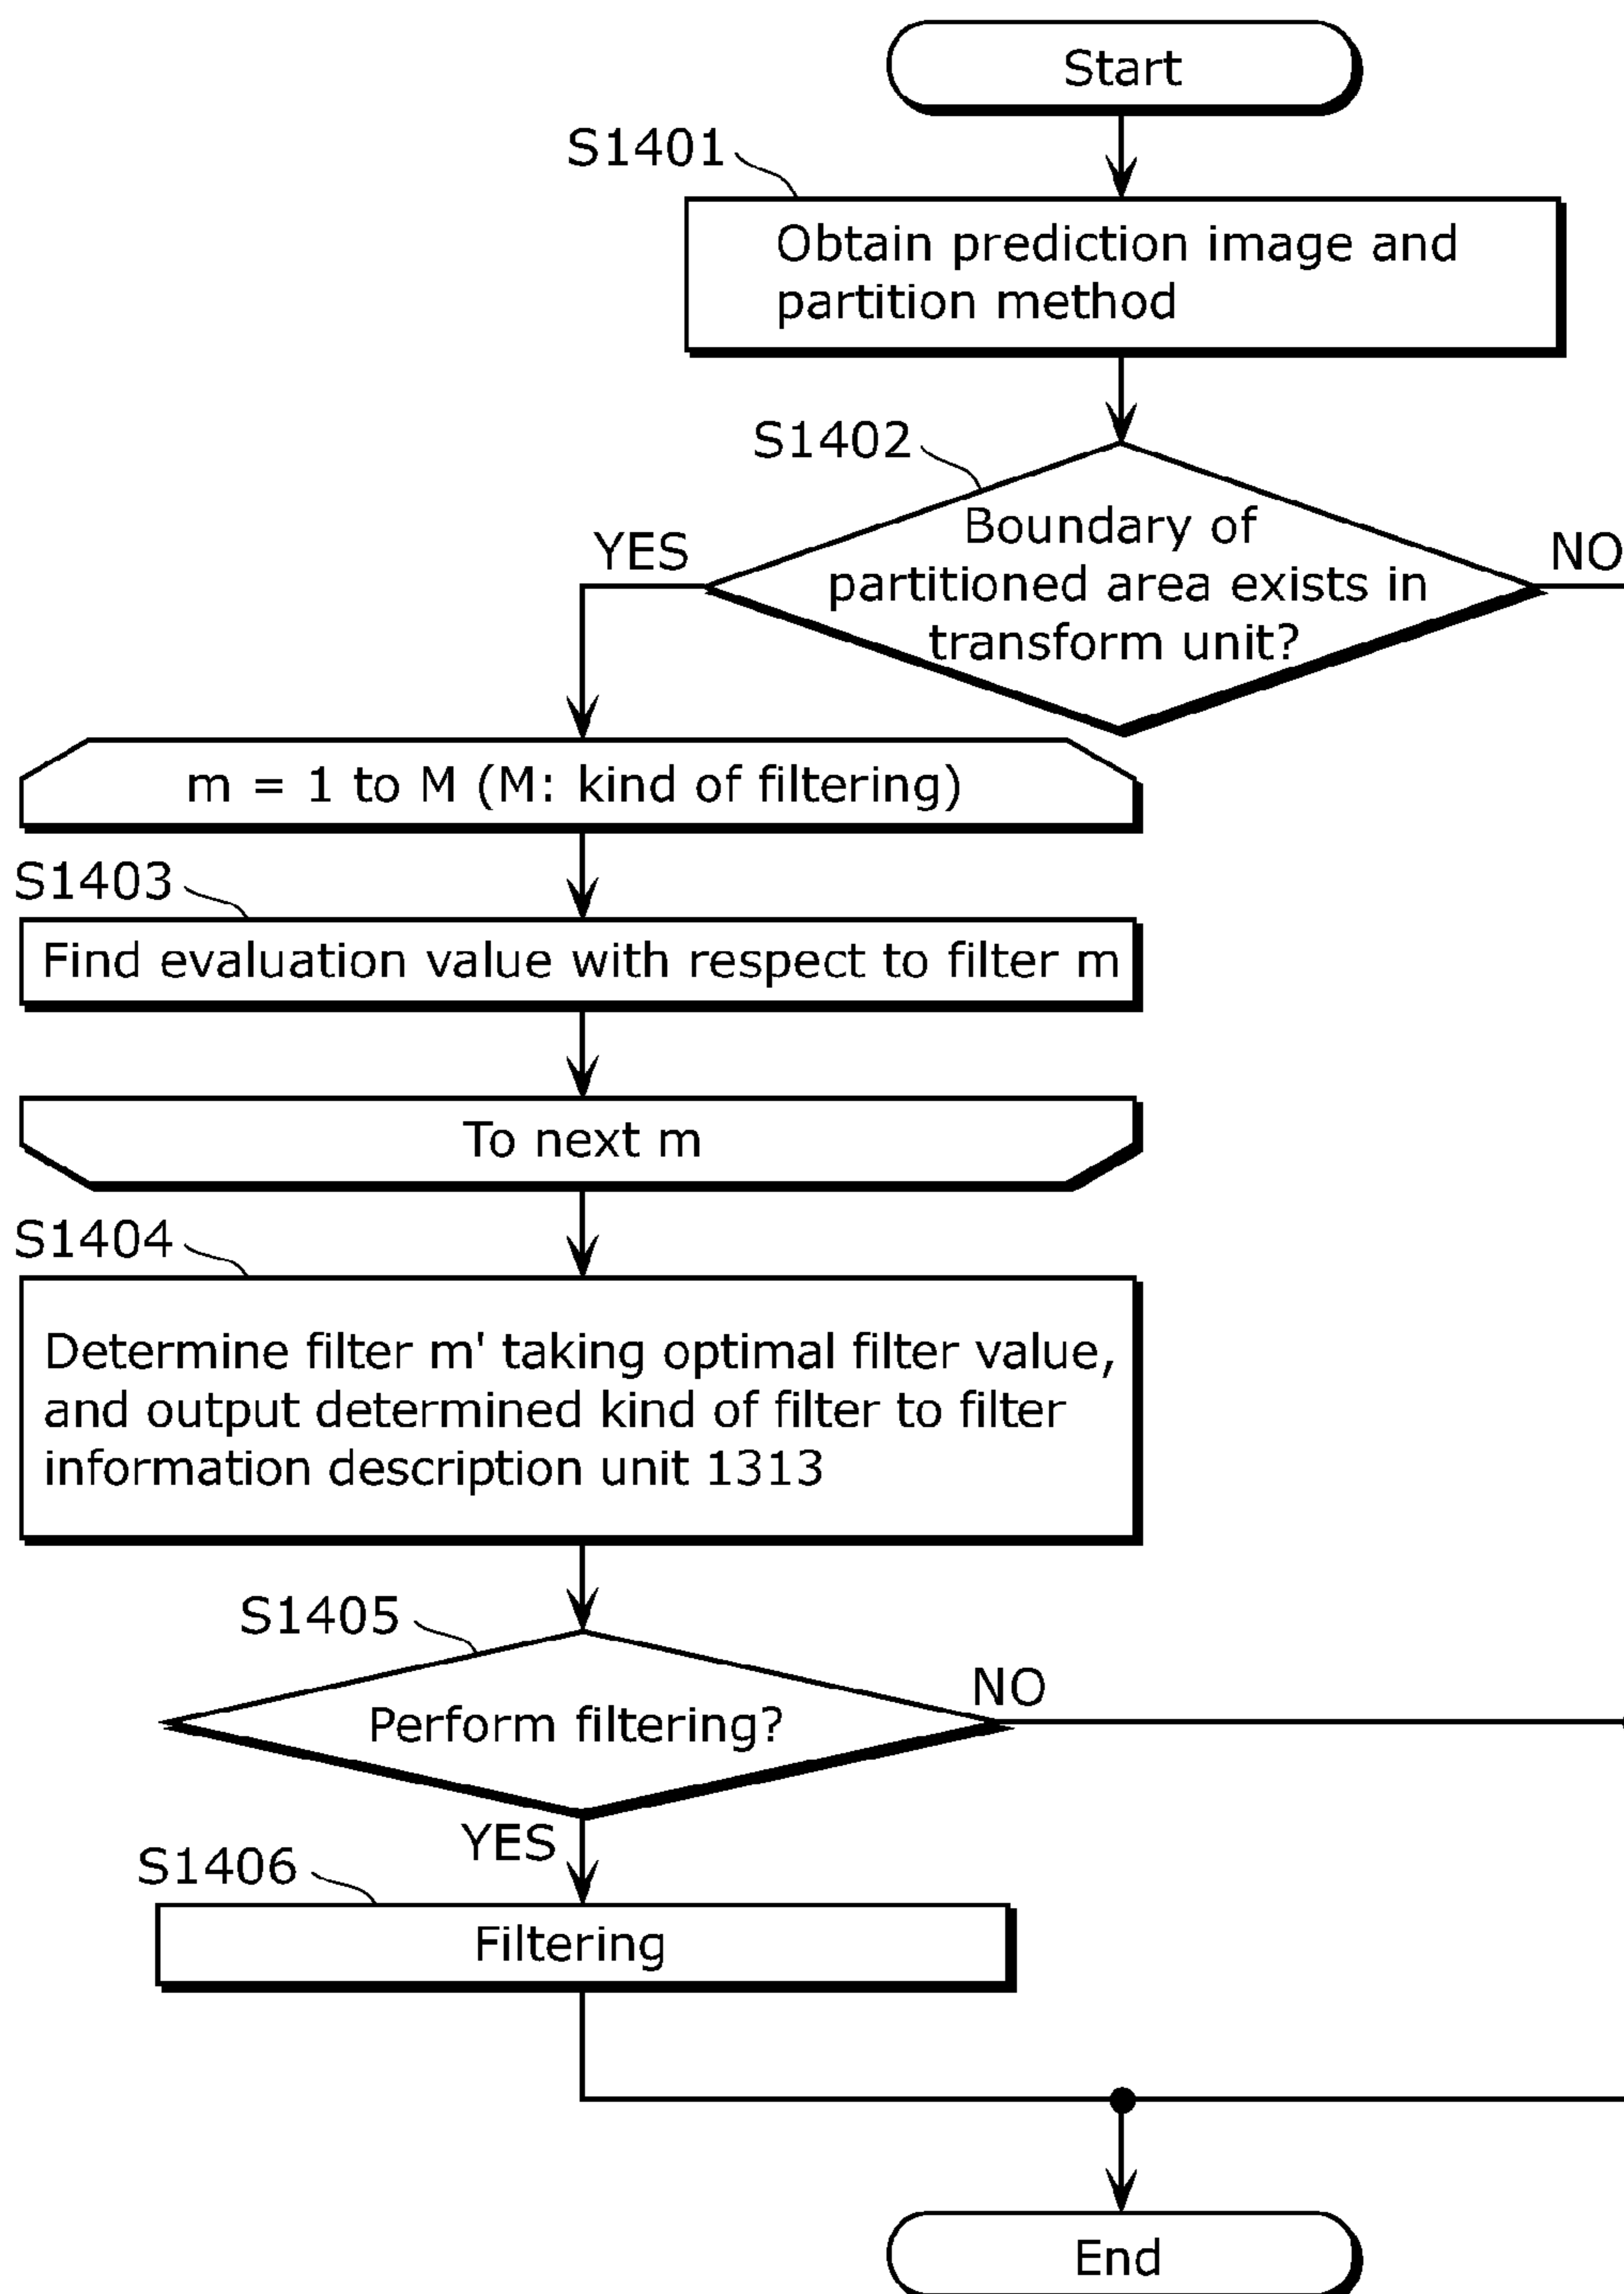 Start
S1401
Obtain prediction image and
partition method
S1402
Boundary of
partitioned area exists in
transform unit?
YES
NO
m = 1 to M (M: kind of filtering)
S1403
Find evaluation value with respect to filter m
To next m
S1404
Determine filter m' taking optimal filter value,
and output determined kind of filter to filter
information description unit 1313
S1405
Perform filtering?
NO
YES
S1406
Filtering
End